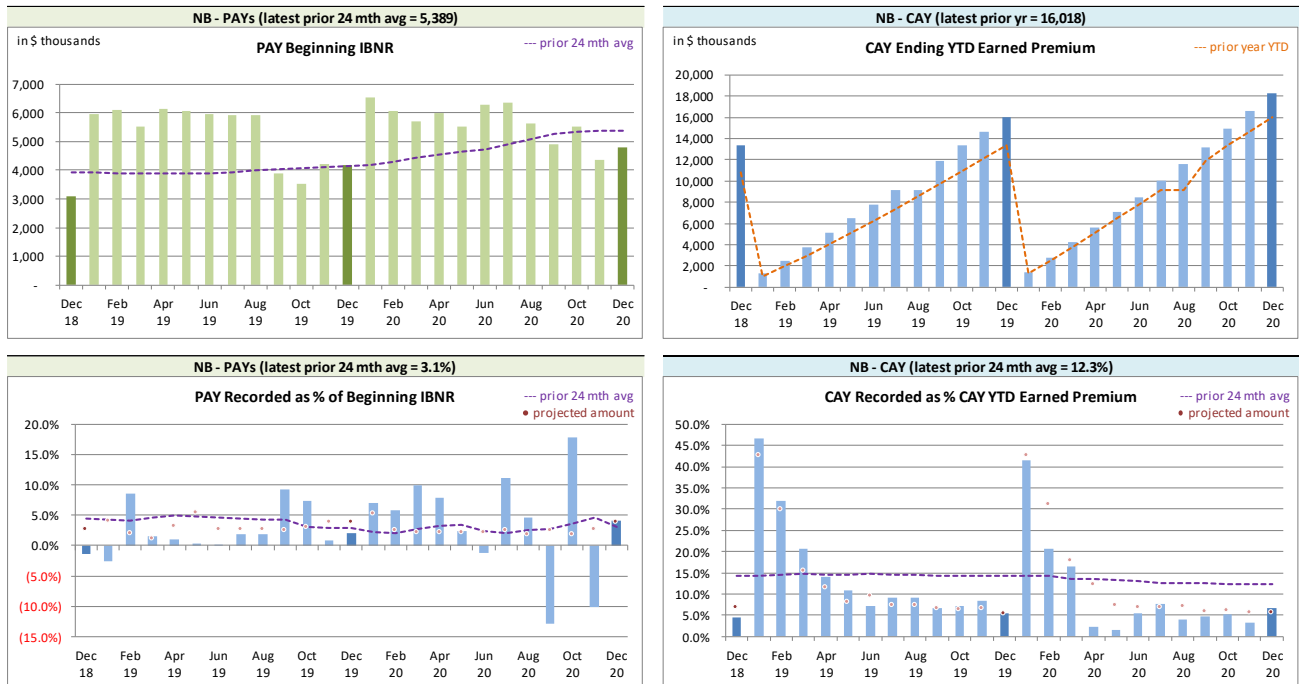 NB - PAYs (latest prior 24 mth avg = 5,389)
in $ thousands
PAY Beginning IBNR
--- prior 24 mth avg
7,000
6,000
5,000
4,000
3,000
2,000
1,000
-
Dec Feb Apr Jun Aug Oct Dec Feb Apr Jun Aug Oct Dec
18 19 19 19 19 19 19 20 20 20 20 20 20
NB - CAY (latest prior yr = 16,018)
in $ thousands
CAY Ending YTD Earned Premium
--- prior year YTD
20,000
18,000
16,000
14,000
12,000
10,000
8,000
6,000
4,000
2,000
-
Dec Feb Apr Jun Aug Oct Dec Feb Apr Jun Aug Oct Dec
18 19 19 19 19 19 19 20 20 20 20 20 20
NB - PAYs (latest prior 24 mth avg = 3.1%)
PAY Recorded as % of Beginning IBNR
--- prior 24 mth avg
• projected amount
20.0%
15.0%
10.0%
5.0%
0.0%
(5.0%)
(10.0%)
(15.0%)
Dec Feb Apr Jun Aug Oct Dec Feb Apr Jun Aug Oct Dec
18 19 19 19 19 19 19 20 20 20 20 20 20
NB - CAY (latest prior 24 mth avg = 12.3%)
CAY Recorded as % CAY YTD Earned Premium
--- prior 24 mth avg
• projected amount
50.0%
45.0%
40.0%
35.0%
30.0%
25.0%
20.0%
15.0%
10.0%
5.0%
0.0%
Dec Feb Apr Jun Aug Oct Dec Feb Apr Jun Aug Oct Dec
18 19 19 19 19 19 19 20 20 20 20 20 20